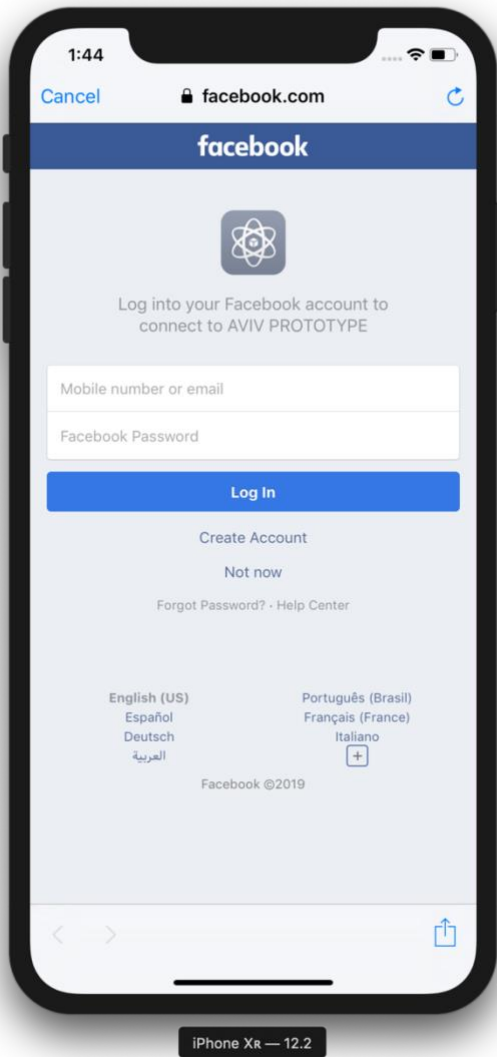 1:44
Cancel facebook.com
facebook
Log into your Facebook account to
connect to AVIV PROTOTYPE
Mobile number or email
Facebook Password
Log In
Create Account
Not now
Forgot Password? · Help Center
English (US) Português (Brasil)
Español Français (France)
Deutsch Italiano
العربية +
Facebook ©2019
iPhone Xʀ — 12.2